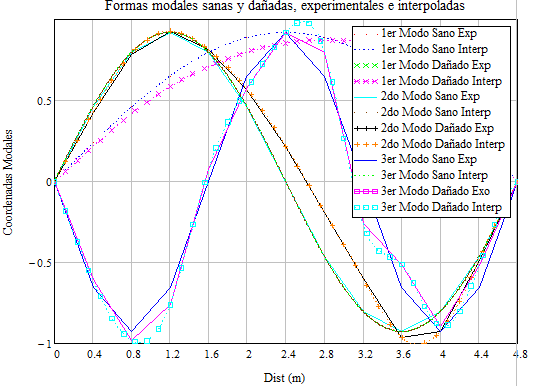 Formas modales sanas y dañadas, experimentales e interpoladas
1er Modo Sano Exp
1er Modo Sano Interp
1er Modo Dañado Exp
1er Modo Dañado Interp
2do Modo Sano Exp
2do Modo Sano Interp
2do Modo Dañado Exp
2do Modo Dañado Interp
3er Modo Sano Exp
3er Modo Sano Interp
3er Modo Dañado Exo
3er Modo Dañado Interp
Coordenadas Modales
0.5
0
−0.5
−1
0 0.4 0.8 1.2 1.6 2 2.4 2.8 3.2 3.6 4 4.4 4.8
Dist (m)